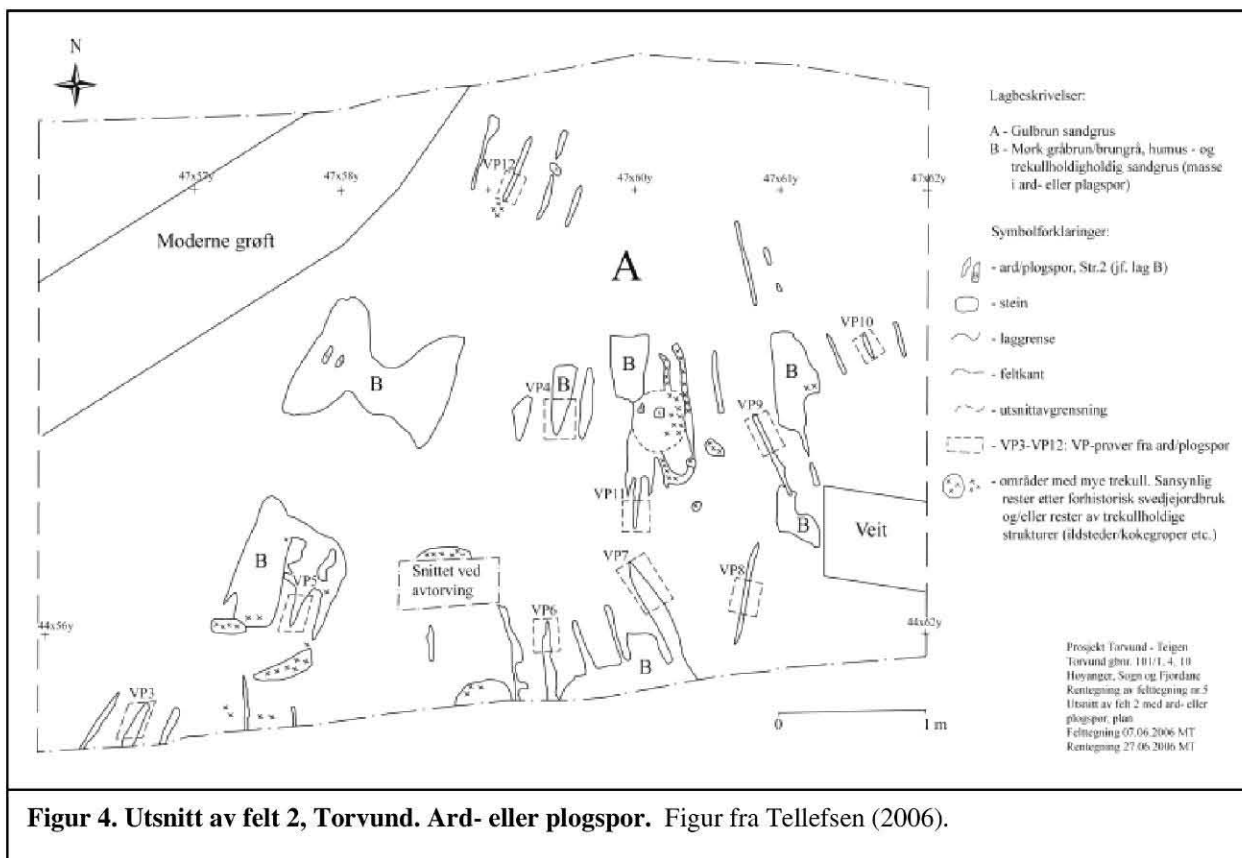 N
47x57y
47x58y
VP12
47x60y
47x61y
47x62y
Moderne grøft
A
VP10
B
B
B
B
VP4
VP9
VP11
B
VP5
Snittet ved
avtorving
VP7
VP8
B
Veit
44x56y
VP6
44x62y
B
VP3
0
1 m
Lagbeskrivelser:
A - Gulbrun sandgrus
B - Mørk gråbrun/brungrå, humus - og
trekullholdigholdig sandgrus (masse
i ard- eller plagspor)
Symbolforklaringer:
- ard/plogspor, Str.2 (jf. lag B)
- stein
- laggrense
- feltkant
- utsnittavgrensning
- VP3-VP12: VP-prøver fra ard/plogspor
- områder med mye trekull. Sansynlig
rester etter forhistorisk svedjejordbruk
og/eller rester av trekullholdige
strukturer (ildsteder/kokegroper etc.)
Prosjekt Torvund - Teigen
Torvund gbnr. 101/1, 4, 10
Høyanger, Sogn og Fjordane
Rentegning av felttegning nr.5
Utsnitt av felt 2 med ard- eller
plogspor, plan
Felttegning 07.06.2006 MT
Rentegning 27.06.2006 MT
Figur 4. Utsnitt av felt 2, Torvund. Ard- eller plogspor. Figur fra Tellefsen (2006).